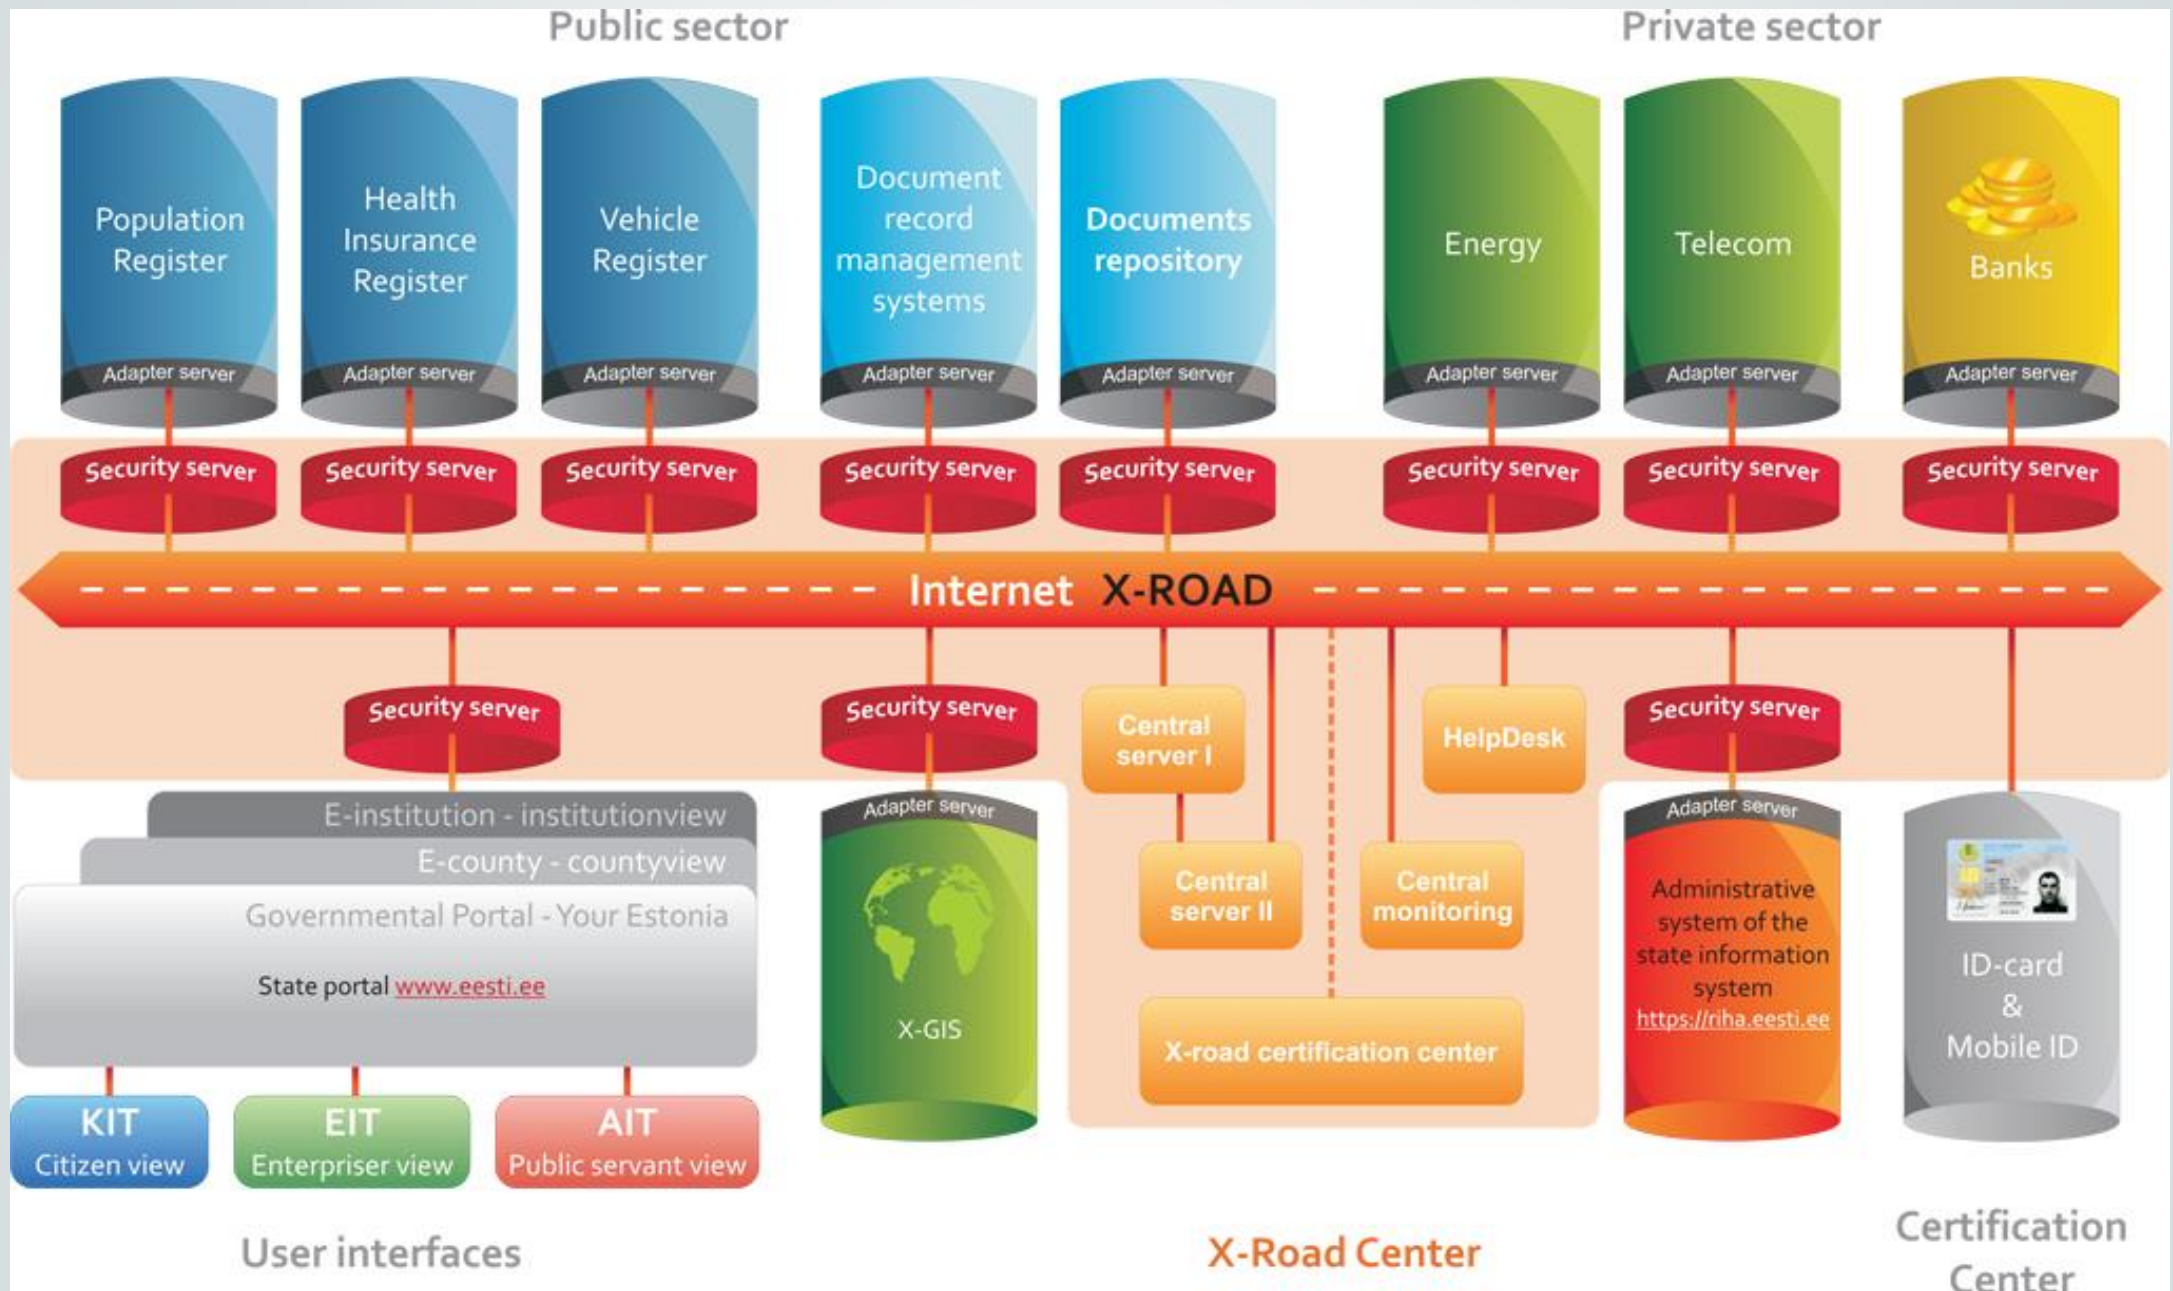 Public sector
Private sector
Population
Register
Health
Insurance
Register
Vehicle
Register
Document
record
management
systems
Documents
repository
Energy
Telecom
Banks
Adapter server
Adapter server
Adapter server
Adapter server
Adapter server
Adapter server
Adapter server
Adapter server
Security server
Security server
Security server
Security server
Security server
Security server
Security server
Security server
Internet X-ROAD
Security server
Security server
Central
server I
HelpDesk
Security server
E-institution - institutionview
E-county - countyview
Governmental Portal - Your Estonia
State portal www.eesti.ee
KIT
Citizen view
EIT
Enterpriser view
AIT
Public servant view
Adapter server
X-GIS
Central
server II
Central
monitoring
X-road certification center
Adapter server
Administrative
system of the
state information
system
https://riha.eesti.ee
ID-card
&
Mobile ID
User interfaces
X-Road Center
Certification
Center